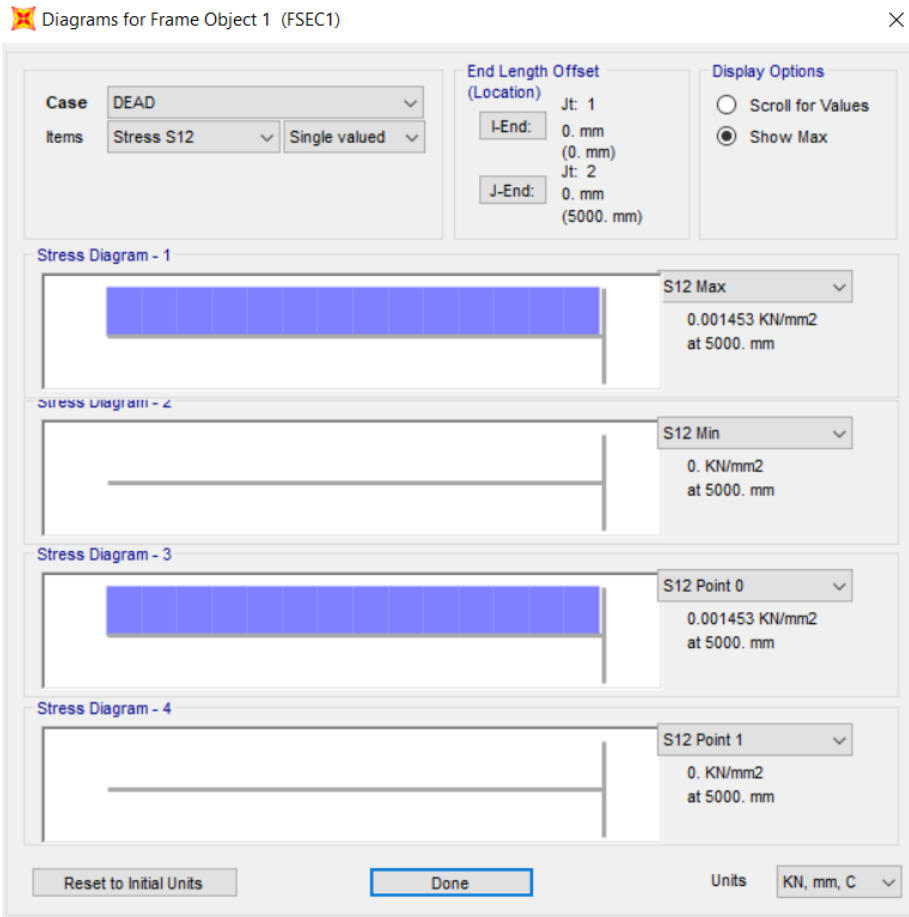 Diagrams for Frame Object 1 (FSEC1)
End Length Offset
(Location)
Display Options
Case DEAD
Items Stress S12 Single valued
I-End:
Jt: 1
0. mm
(0. mm)
J-End:
Jt: 2
0. mm
(5000. mm)
Scroll for Values
Show Max
Stress Diagram - 1
S12 Max
0.001453 KN/mm2
at 5000. mm
Stress Diagram - 2
S12 Min
0. KN/mm2
at 5000. mm
Stress Diagram - 3
S12 Point 0
0.001453 KN/mm2
at 5000. mm
Stress Diagram - 4
S12 Point 1
0. KN/mm2
at 5000. mm
Reset to Initial Units
Done
Units KN, mm, C